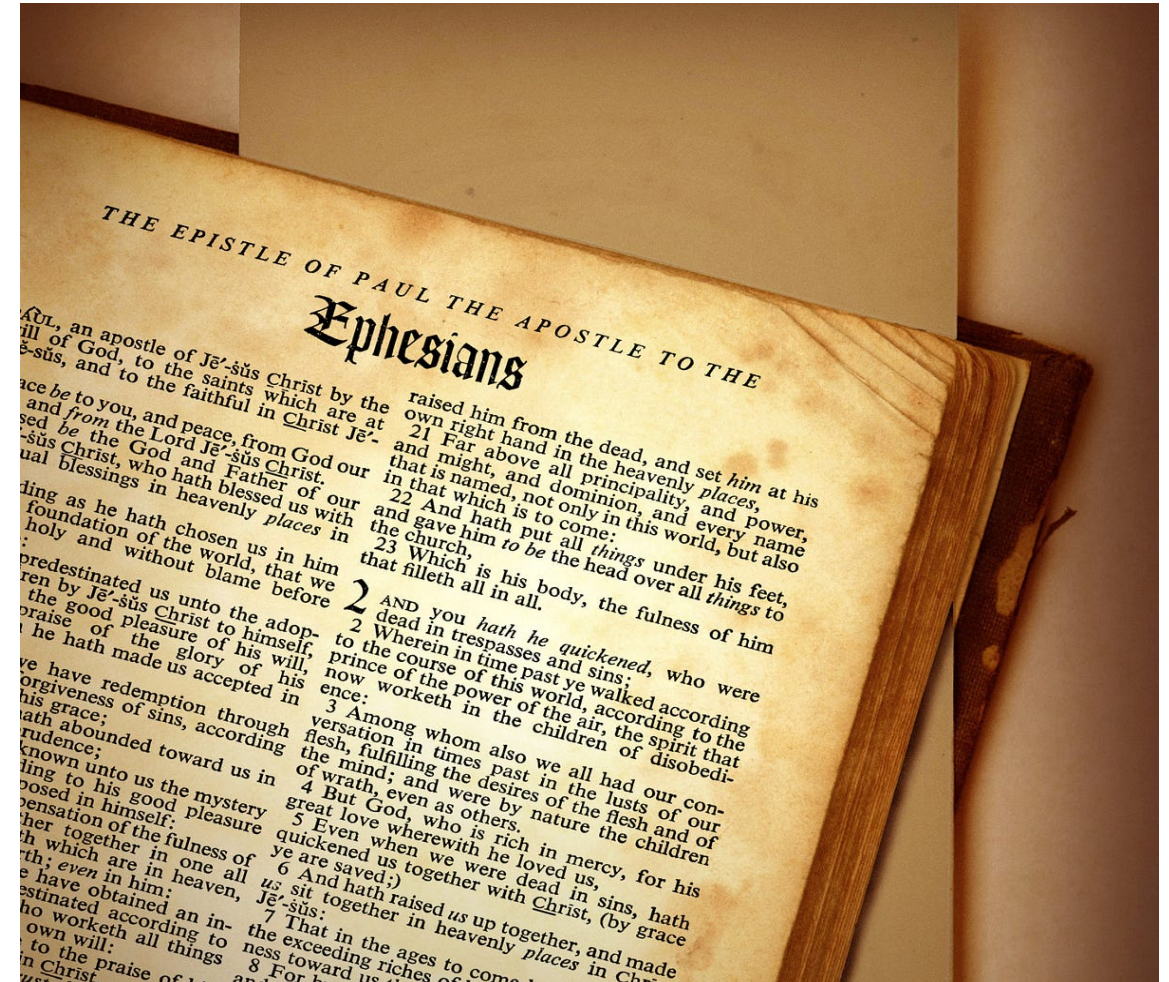 THE EPISTLE OF PAUL THE APOSTLE TO THE
Ephesians
AUL, an apostle of Jē′-ṡŭs Chrīst by the
ill of God, to the saints which are at
ē-sŭs, and to the faithful in Chrīst Jē′-
ace be to you, and peace, from God our
and from the Lord Jē′-ṡŭs Chrīst.
sed be the God and Father of our
-ṡŭs Chrīst, who hath blessed us with
ual blessings in heavenly places in
ding as he hath chosen us in him
foundation of the world, that we
holy and without blame before
:
predestinated us unto the adop-
ren by Jē′-ṡŭs Chrīst to himself,
the good pleasure of his will,
praise of the glory of his
he hath made us accepted in
ve have redemption through
orgiveness of sins, according
his grace;
ath abounded toward us in
rudence;
known unto us the mystery
ding to his good pleasure
posed in himself:
pensation of the fulness of
her together in one all
h which are in heaven,
rth; even in him:
e have obtained an in-
estinated according to
ho worketh all things
own will:
to the praise of
in Christ
raised him from the dead, and set him at his
own right hand in the heavenly places,
21 Far above all principality, and power,
and might, and dominion, and every name
that is named, not only in this world, but also
in that which is to come:
22 And hath put all things under his feet,
and gave him to be the head over all things to
the church,
23 Which is his body, the fulness of him
that filleth all in all.
2 AND you hath he quickened, who were
dead in trespasses and sins;
2 Wherein in time past ye walked according
to the course of this world, according to the
prince of the power of the air, the spirit that
now worketh in the children of disobedi-
ence:
3 Among whom also we all had our con-
versation in times past in the lusts of our
flesh, fulfilling the desires of the flesh and of
the mind; and were by nature the children
of wrath, even as others.
4 But God, who is rich in mercy, for his
great love wherewith he loved us,
5 Even when we were dead in sins, hath
quickened us together with Chrīst, (by grace
ye are saved;)
6 And hath raised us up together, and made
us sit together in heavenly places in Chr
Jē′-ṡŭs:
7 That in the ages to come
the exceeding riches of
ness toward us
8 For
and